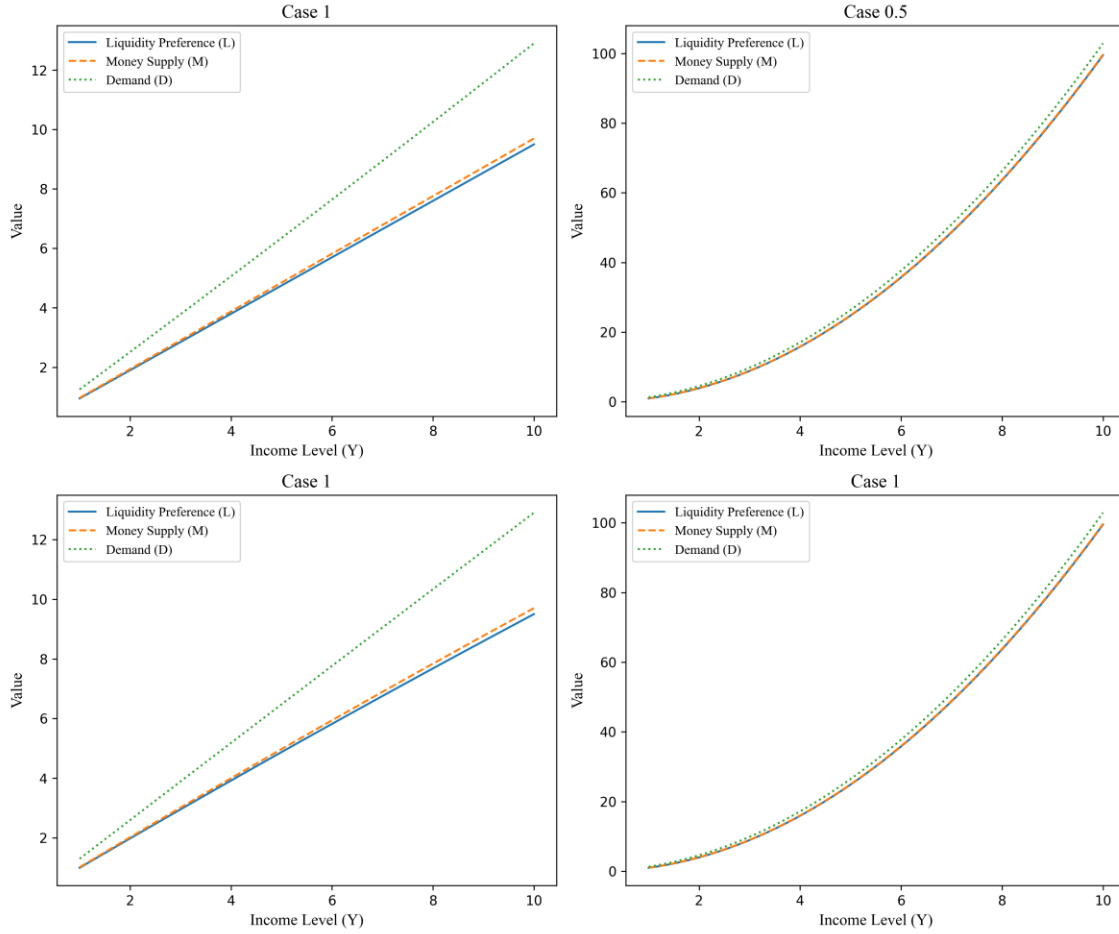 Case 1
Liquidity Preference (L)
Money Supply (M)
Demand (D)
12
10
8
6
4
2
Value
2 4 6 8 10
Income Level (Y)
Case 0.5
Liquidity Preference (L)
Money Supply (M)
Demand (D)
100
80
60
40
20
0
Value
2 4 6 8 10
Income Level (Y)
Case 1
Liquidity Preference (L)
Money Supply (M)
Demand (D)
12
10
8
6
4
2
Value
2 4 6 8 10
Income Level (Y)
Case 1
Liquidity Preference (L)
Money Supply (M)
Demand (D)
100
80
60
40
20
0
Value
2 4 6 8 10
Income Level (Y)